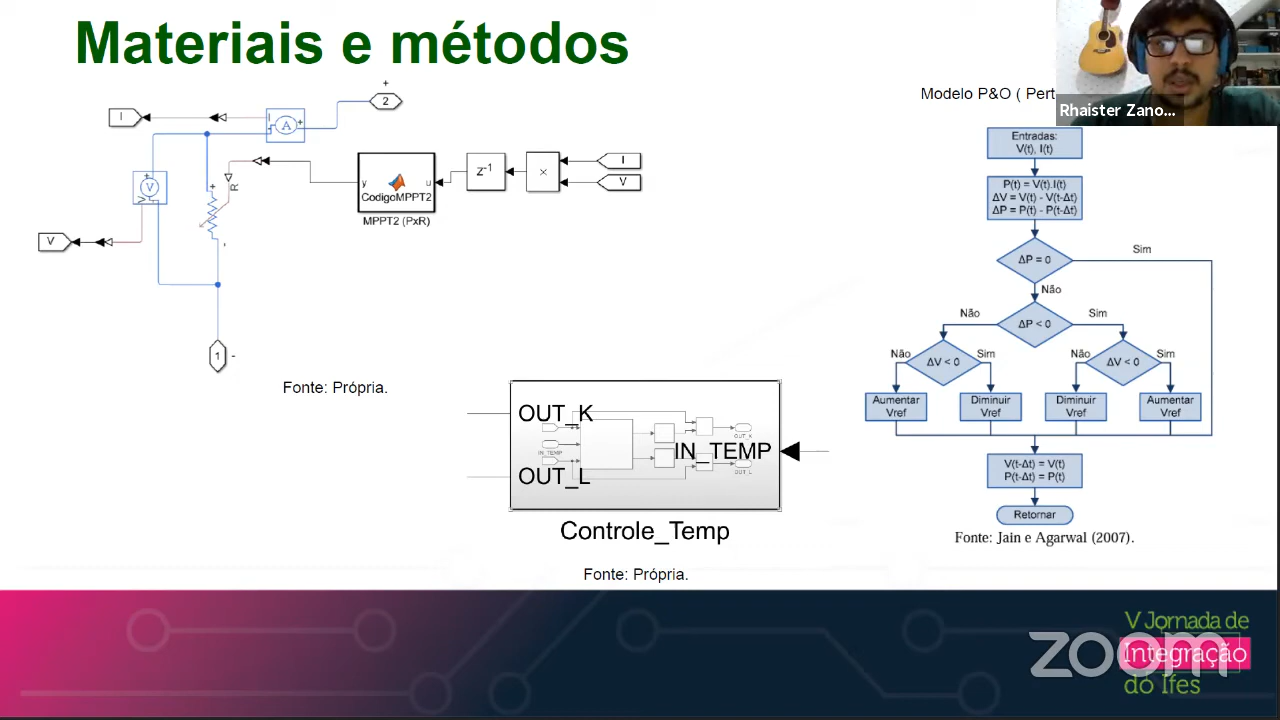 Materiais e métodos
+
2
I
A
+
I
V
+
V
R
+
-
V
1
-
y
u
CodigoMPPT2
MPPT2 (PxR)
z-1
×
I
V
Fonte: Própria.
OUT_K
IN_TEMP
OUT_L
OUT_K
IN_TEMP
OUT_L
Controle_Temp
Fonte: Própria.
Modelo P&O ( Pert
Rhaister Zano...
Entradas:
V(t), I(t)
P(t) = V(t).I(t)
ΔV = V(t) - V(t-Δt)
ΔP = P(t) - P(t-Δt)
Sim
ΔP = 0
Não
Não
Sim
ΔP < 0
Não
Sim
Não
Sim
ΔV < 0
ΔV < 0
Aumentar
Vref
Diminuir
Vref
Diminuir
Vref
Aumentar
Vref
V(t-Δt) = V(t)
P(t-Δt) = P(t)
Retornar
Fonte: Jain e Agarwal (2007).
V Jornada de
Integração
do Ifes
zoom